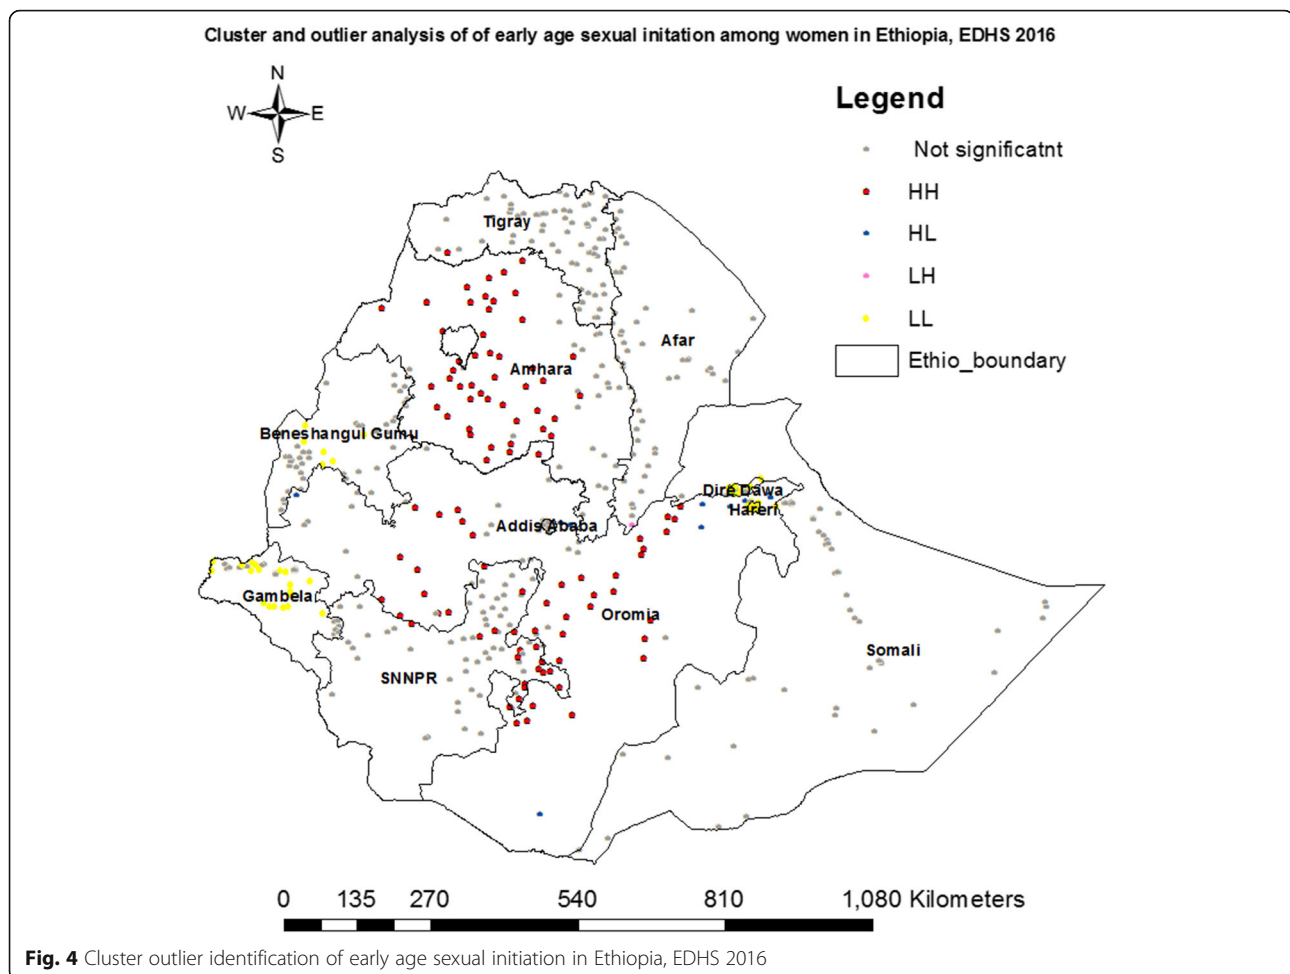 Cluster and outlier analysis of of early age sexual initation among women in Ethiopia, EDHS 2016
N
W E
S
Legend
Not significatnt
HH
HL
LH
LL
Ethio_boundary
Tigray
Afar
Amhara
Beneshangul Gumu
Dire Dawa
Hareri
Addis Ababa
Gambela
Oromia
Somali
SNNPR
0 135 270 540 810 1,080 Kilometers
Fig. 4 Cluster outlier identification of early age sexual initiation in Ethiopia, EDHS 2016